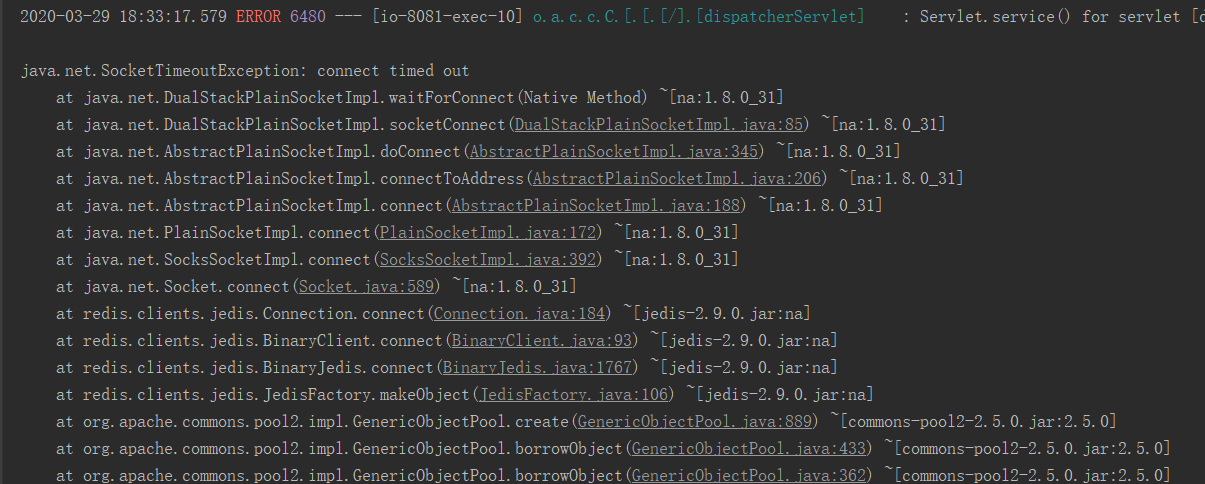 2020-03-29 18:33:17.579 ERROR 6480 --- [io-8081-exec-10] o.a.c.c.C.[.[.[/].[dispatcherServlet] : Servlet.service() for servlet [d
java.net.SocketTimeoutException: connect timed out
at java.net.DualStackPlainSocketImpl.waitForConnect(Native Method) ~[na:1.8.0_31]
at java.net.DualStackPlainSocketImpl.socketConnect(DualStackPlainSocketImpl.java:85) ~[na:1.8.0_31]
at java.net.AbstractPlainSocketImpl.doConnect(AbstractPlainSocketImpl.java:345) ~[na:1.8.0_31]
at java.net.AbstractPlainSocketImpl.connectToAddress(AbstractPlainSocketImpl.java:206) ~[na:1.8.0_31]
at java.net.AbstractPlainSocketImpl.connect(AbstractPlainSocketImpl.java:188) ~[na:1.8.0_31]
at java.net.PlainSocketImpl.connect(PlainSocketImpl.java:172) ~[na:1.8.0_31]
at java.net.SocksSocketImpl.connect(SocksSocketImpl.java:392) ~[na:1.8.0_31]
at java.net.Socket.connect(Socket.java:589) ~[na:1.8.0_31]
at redis.clients.jedis.Connection.connect(Connection.java:184) ~[jedis-2.9.0.jar:na]
at redis.clients.jedis.BinaryClient.connect(BinaryClient.java:93) ~[jedis-2.9.0.jar:na]
at redis.clients.jedis.BinaryJedis.connect(BinaryJedis.java:1767) ~[jedis-2.9.0.jar:na]
at redis.clients.jedis.JedisFactory.makeObject(JedisFactory.java:106) ~[jedis-2.9.0.jar:na]
at org.apache.commons.pool2.impl.GenericObjectPool.create(GenericObjectPool.java:889) ~[commons-pool2-2.5.0.jar:2.5.0]
at org.apache.commons.pool2.impl.GenericObjectPool.borrowObject(GenericObjectPool.java:433) ~[commons-pool2-2.5.0.jar:2.5.0]
at org.apache.commons.pool2.impl.GenericObjectPool.borrowObject(GenericObjectPool.java:362) ~[commons-pool2-2.5.0.jar:2.5.0]